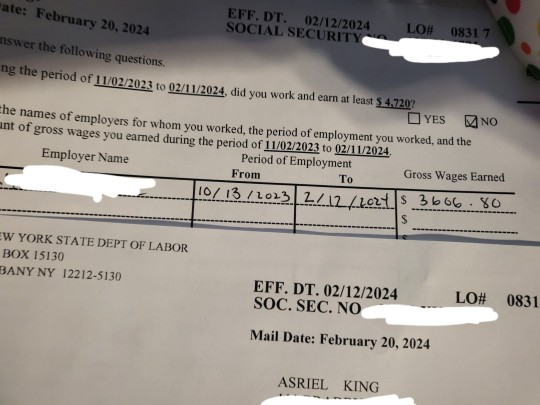 ate: February 20, 2024
EFF. DT. 02/12/2024 LO# 0831 7
SOCIAL SECURITY
nswer the following questions.
ng the period of 11/02/2023 to 02/11/2024, did you work and earn at least $ 4,720?
YES NO
the names of employers for whom you worked, the period of employment you worked, and the
unt of gross wages you earned during the period of 11/02/2023 to 02/11/2024.
Employer Name Period of Employment Gross Wages Earned
From To
10/13/2023 2/12/2024 $ 3606.80
$
EW YORK STATE DEPT OF LABOR
BOX 15130
BANY NY 12212-5130
EFF. DT. 02/12/2024 LO# 0831
SOC. SEC. NO
Mail Date: February 20, 2024
ASRIEL KING